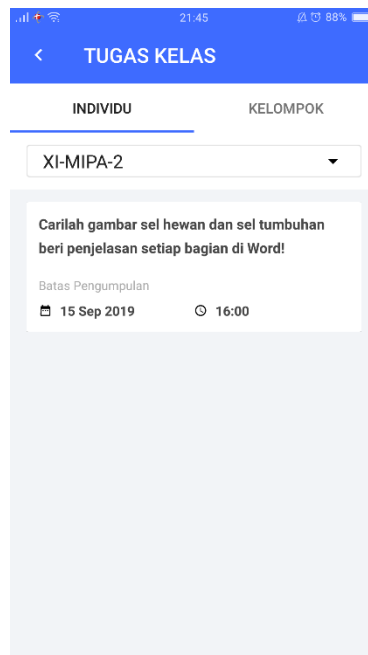 21:45 88%
TUGAS KELAS
INDIVIDU KELOMPOK
XI-MIPA-2
Carilah gambar sel hewan dan sel tumbuhan
beri penjelasan setiap bagian di Word!
Batas Pengumpulan
15 Sep 2019 16:00